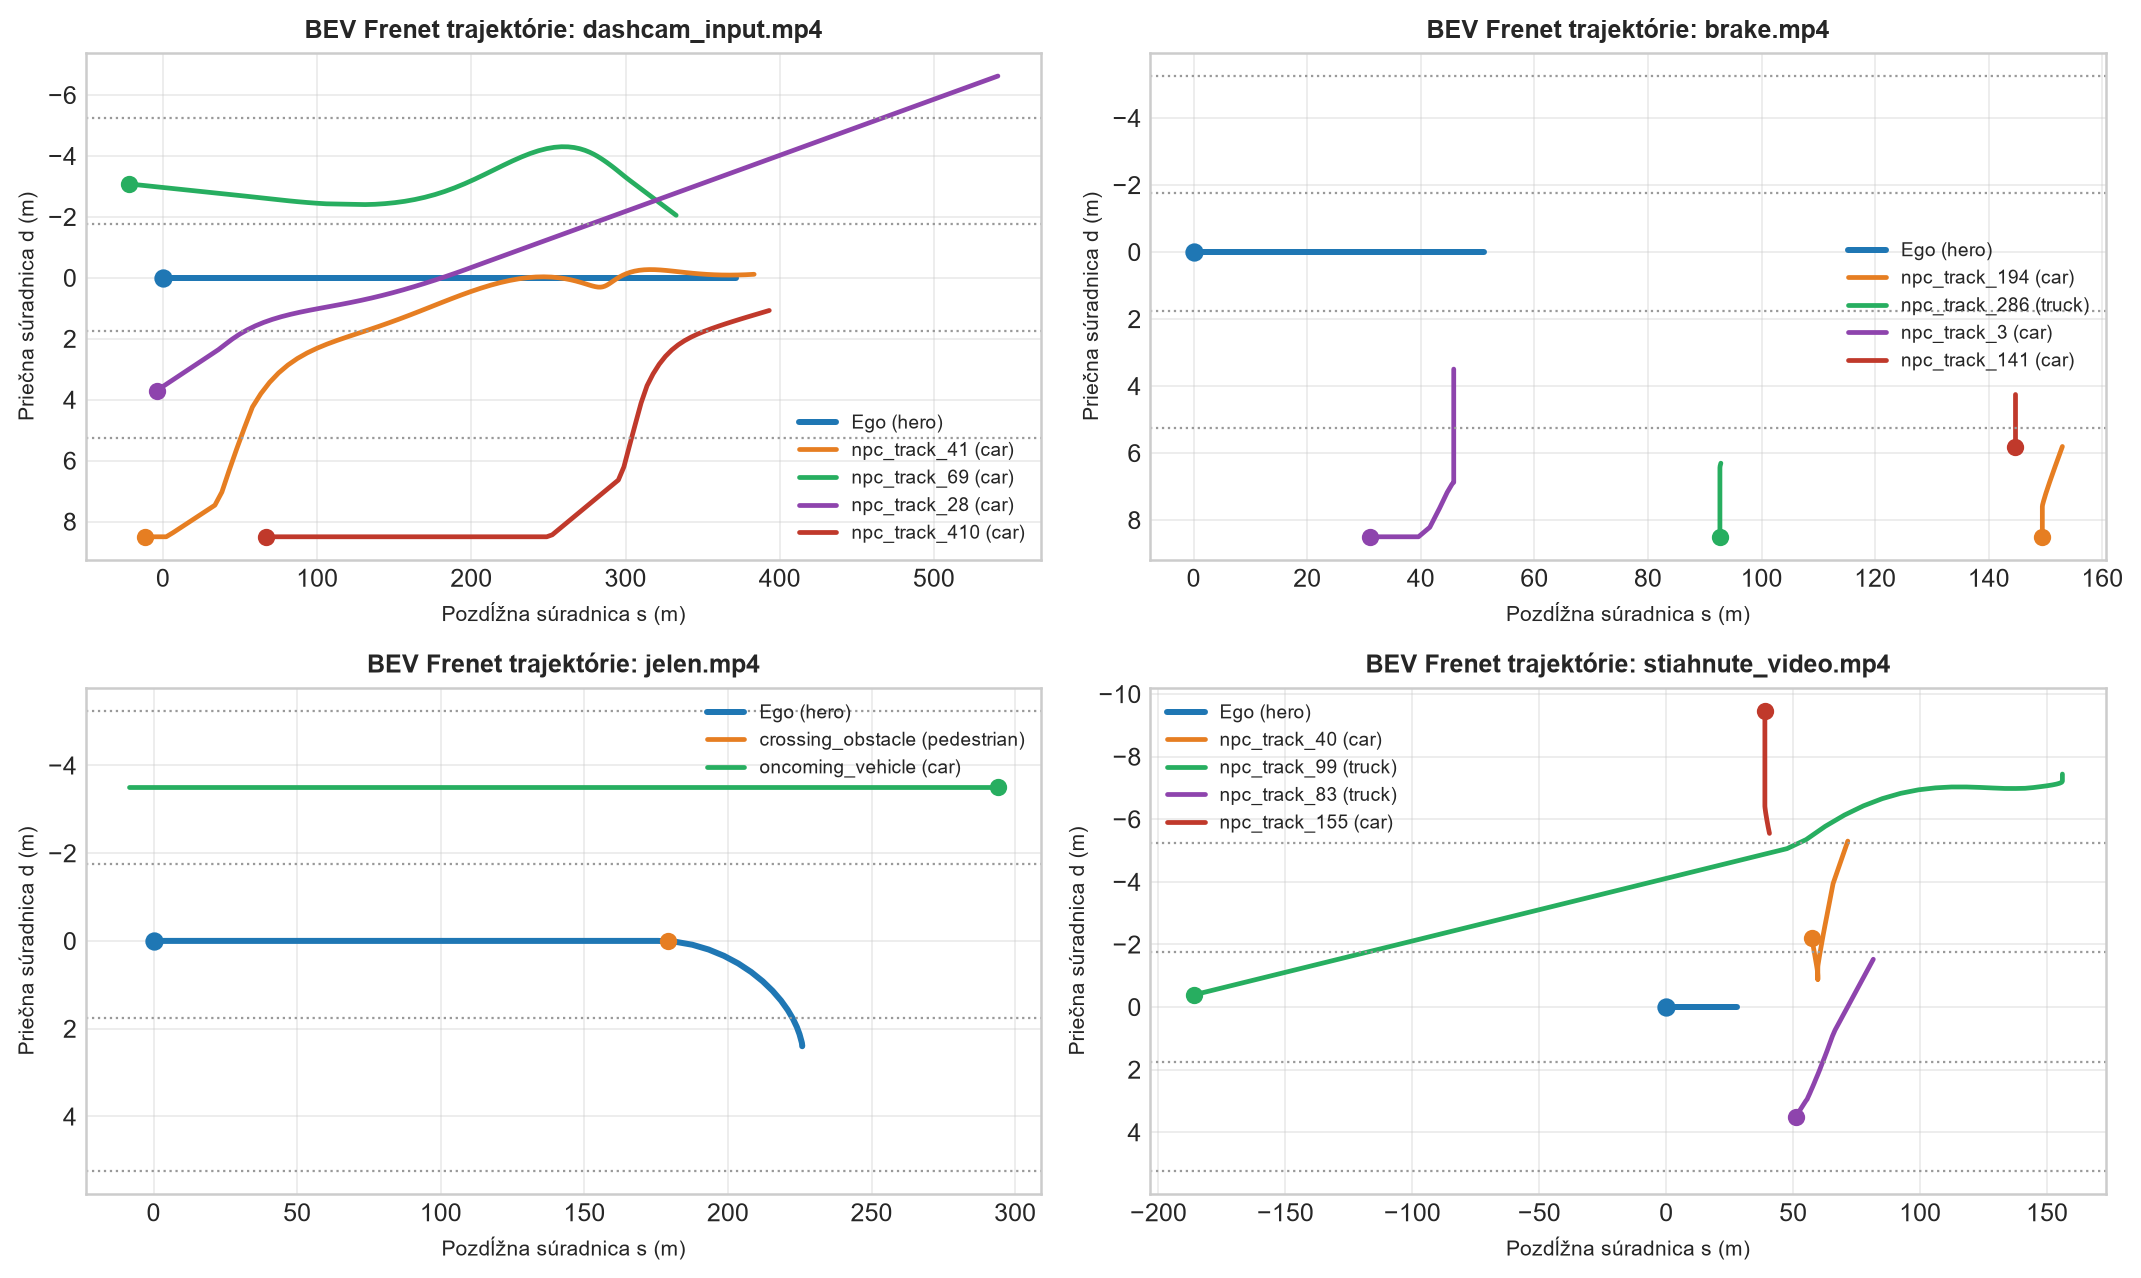 BEV Frenet trajektórie: dashcam_input.mp4
−6
−4
−2
0
2
4
6
8
Priečna súradnica d (m)
Ego (hero)
npc_track_41 (car)
npc_track_69 (car)
npc_track_28 (car)
npc_track_410 (car)
0 100 200 300 400 500
Pozdĺžna súradnica s (m)
BEV Frenet trajektórie: brake.mp4
−4
−2
0
2
4
6
8
Priečna súradnica d (m)
Ego (hero)
npc_track_194 (car)
npc_track_286 (truck)
npc_track_3 (car)
npc_track_141 (car)
0 20 40 60 80 100 120 140 160
Pozdĺžna súradnica s (m)
BEV Frenet trajektórie: jelen.mp4
−4
−2
0
2
4
Priečna súradnica d (m)
Ego (hero)
crossing_obstacle (pedestrian)
oncoming_vehicle (car)
0 50 100 150 200 250 300
Pozdĺžna súradnica s (m)
BEV Frenet trajektórie: stiahnute_video.mp4
−10
−8
−6
−4
−2
0
2
4
Priečna súradnica d (m)
Ego (hero)
npc_track_40 (car)
npc_track_99 (truck)
npc_track_83 (truck)
npc_track_155 (car)
−200 −150 −100 −50 0 50 100 150
Pozdĺžna súradnica s (m)